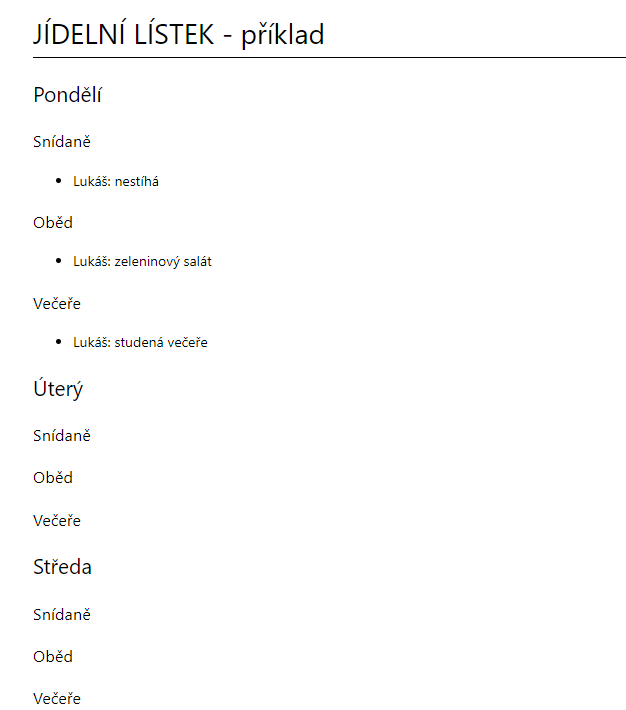 JÍDELNÍ LÍSTEK - příklad
Pondělí
Snídaně
• Lukáš: nestíhá
Oběd
• Lukáš: zeleninový salát
Večeře
• Lukáš: studená večeře
Úterý
Snídaně
Oběd
Večeře
Středa
Snídaně
Oběd
Večeře